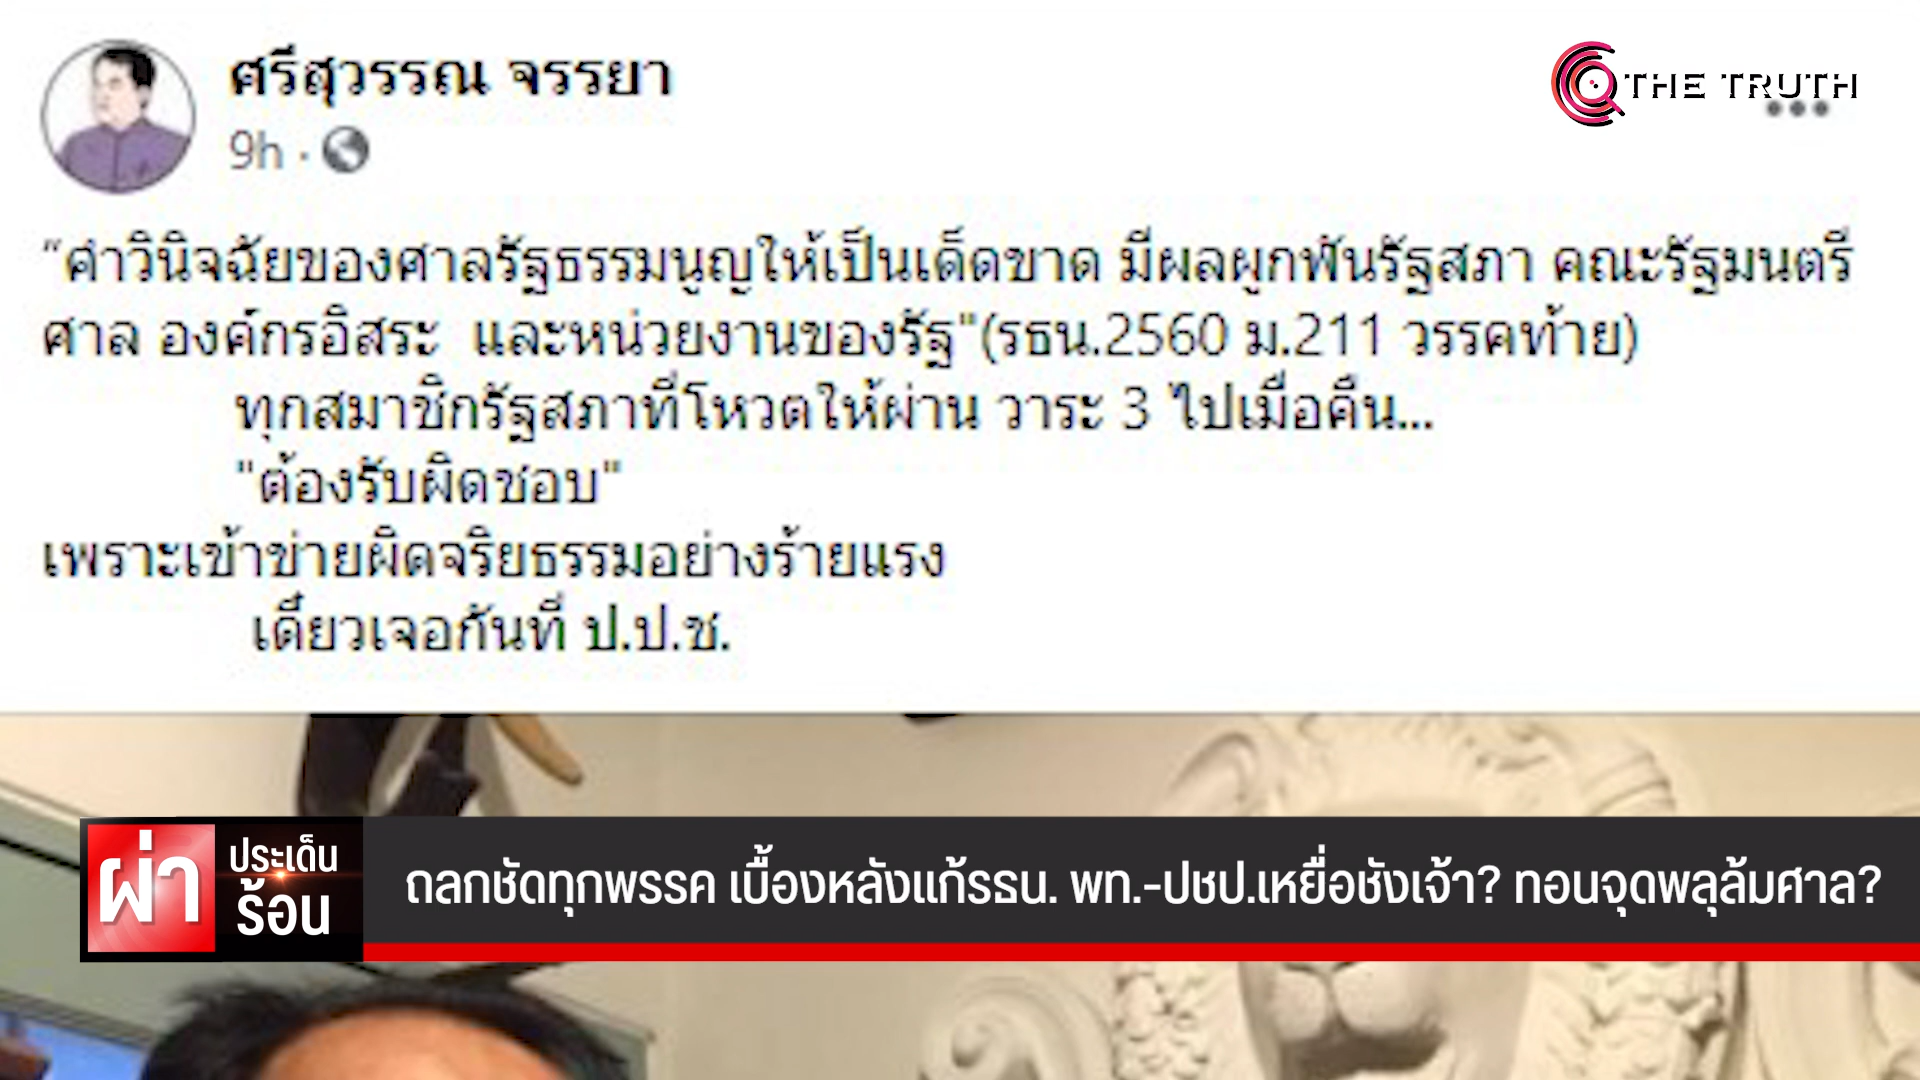 ศรีสุวรรณ จรรยา
THE TRUTH
9h ·
“คำวินิจฉัยของศาลรัฐธรรมนูญให้เป็นเด็ดขาด มีผลผูกพันรัฐสภา คณะรัฐมนตรี
ศาล องค์กรอิสระ และหน่วยงานของรัฐ"(รธน.2560 ม.211 วรรคท้าย)
ทุกสมาชิกรัฐสภาที่โหวตให้ผ่าน วาระ 3 ไปเมื่อคืน...
"ต้องรับผิดชอบ"
เพราะเข้าข่ายผิดจริยธรรมอย่างร้ายแรง
เดี๋ยวเจอกันที่ ป.ป.ช.
ผ่า
ประเด็น
ร้อน
ถลกชัดทุกพรรค เบื้องหลังแก้รธน. พท.-ปชป.เหยื่อชังเจ้า? ทอนจุดพลุล้มศาล?